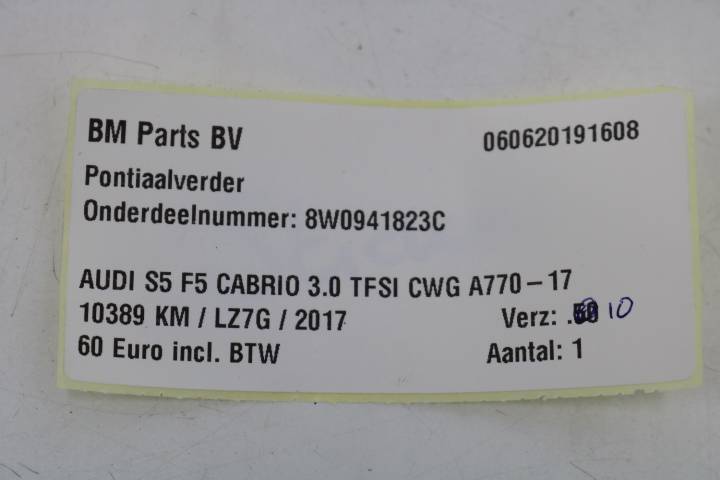 BM Parts BV
060620191608
Pontiaalverder
Onderdeelnummer: 8W0941823C
AUDI S5 F5 CABRIO 3.0 TFSI CWG A770-17
10389 KM / LZ7G / 2017
Verz: 10
60 Euro incl. BTW
Aantal: 1